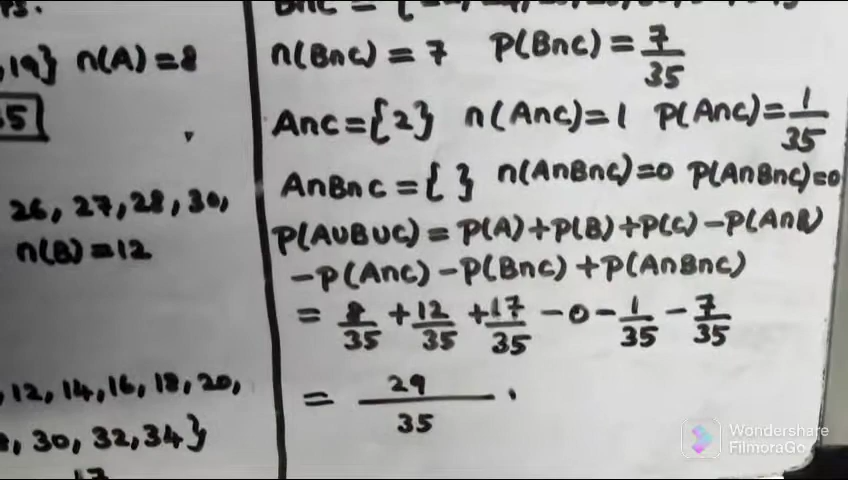 ,19} n(A)=8
35
26, 27, 28, 30,
n(B)=12
, 12, 14, 16, 18, 20,
, 30, 32, 34}
17
n(B∩C) = 7 P(B∩C) = 7/35
A∩C = {2} n(A∩C)=1 P(A∩C)=1/35
A∩B∩C = { } n(A∩B∩C)=0 P(A∩B∩C)=0
P(A∪B∪C) = P(A)+P(B)+P(C)-P(A∩B)
-P(A∩C)-P(B∩C)+P(A∩B∩C)
= 8/35 + 12/35 + 17/35 - 0 - 1/35 - 7/35
= 29/35 .
Wondershare
FilmoraGo